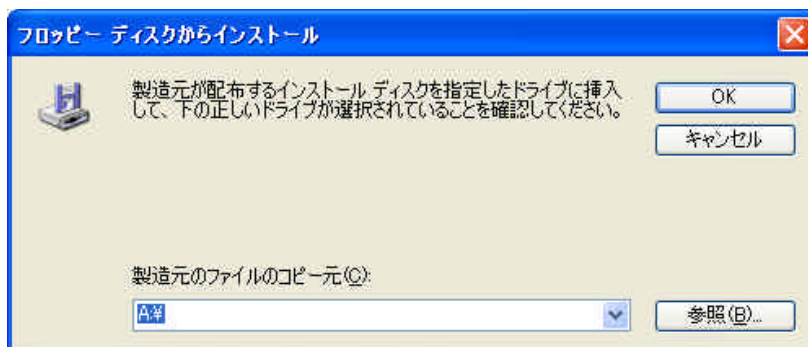 フロッピー ディスクからインストール
製造元が配布するインストール ディスクを指定したドライブに挿入
して、下の正しいドライブが選択されていることを確認してください。
OK
キャンセル
製造元のファイルのコピー元(C):
A:¥
参照(B)...